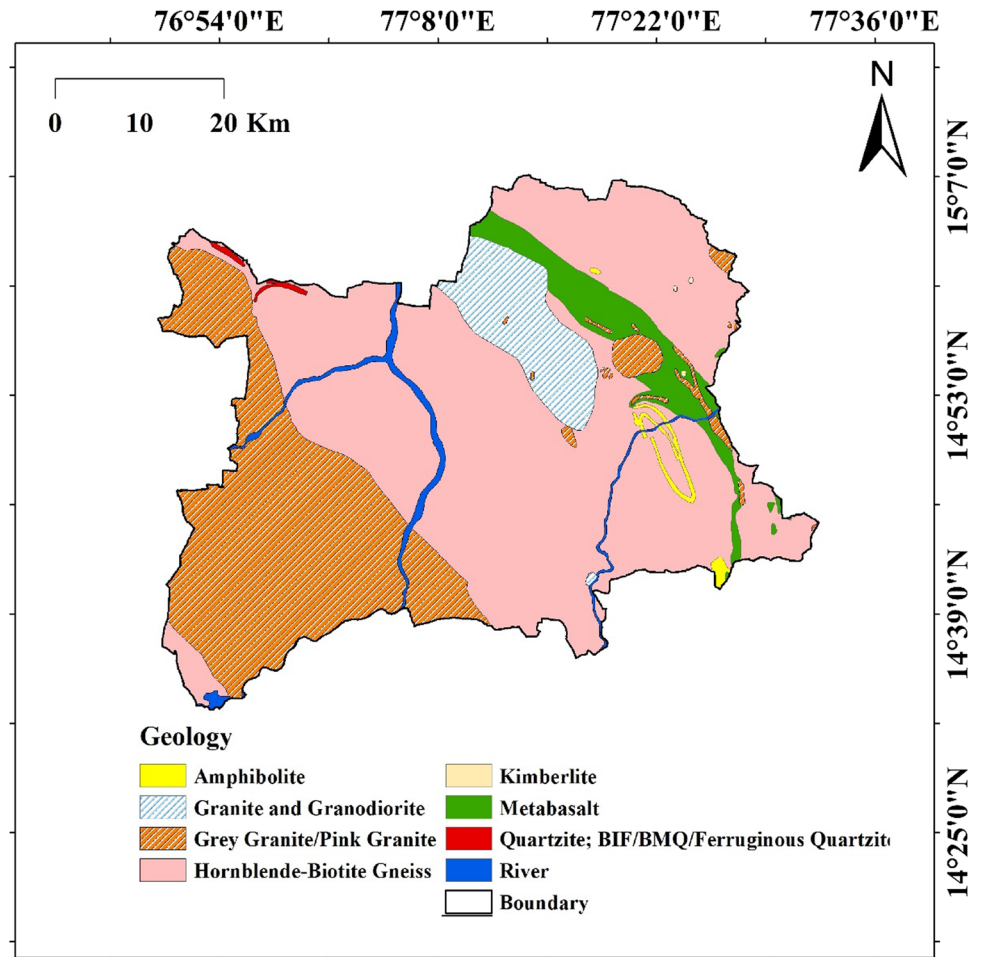 76°54'0"E 77°8'0"E 77°22'0"E 77°36'0"E
0 10 20 Km
N
15°7'0"N
14°53'0"N
14°39'0"N
14°25'0"N
Geology
Amphibolite
Granite and Granodiorite
Grey Granite/Pink Granite
Hornblende-Biotite Gneiss
Kimberlite
Metabasalt
Quartzite; BIF/BMQ/Ferruginous Quartzite
River
Boundary